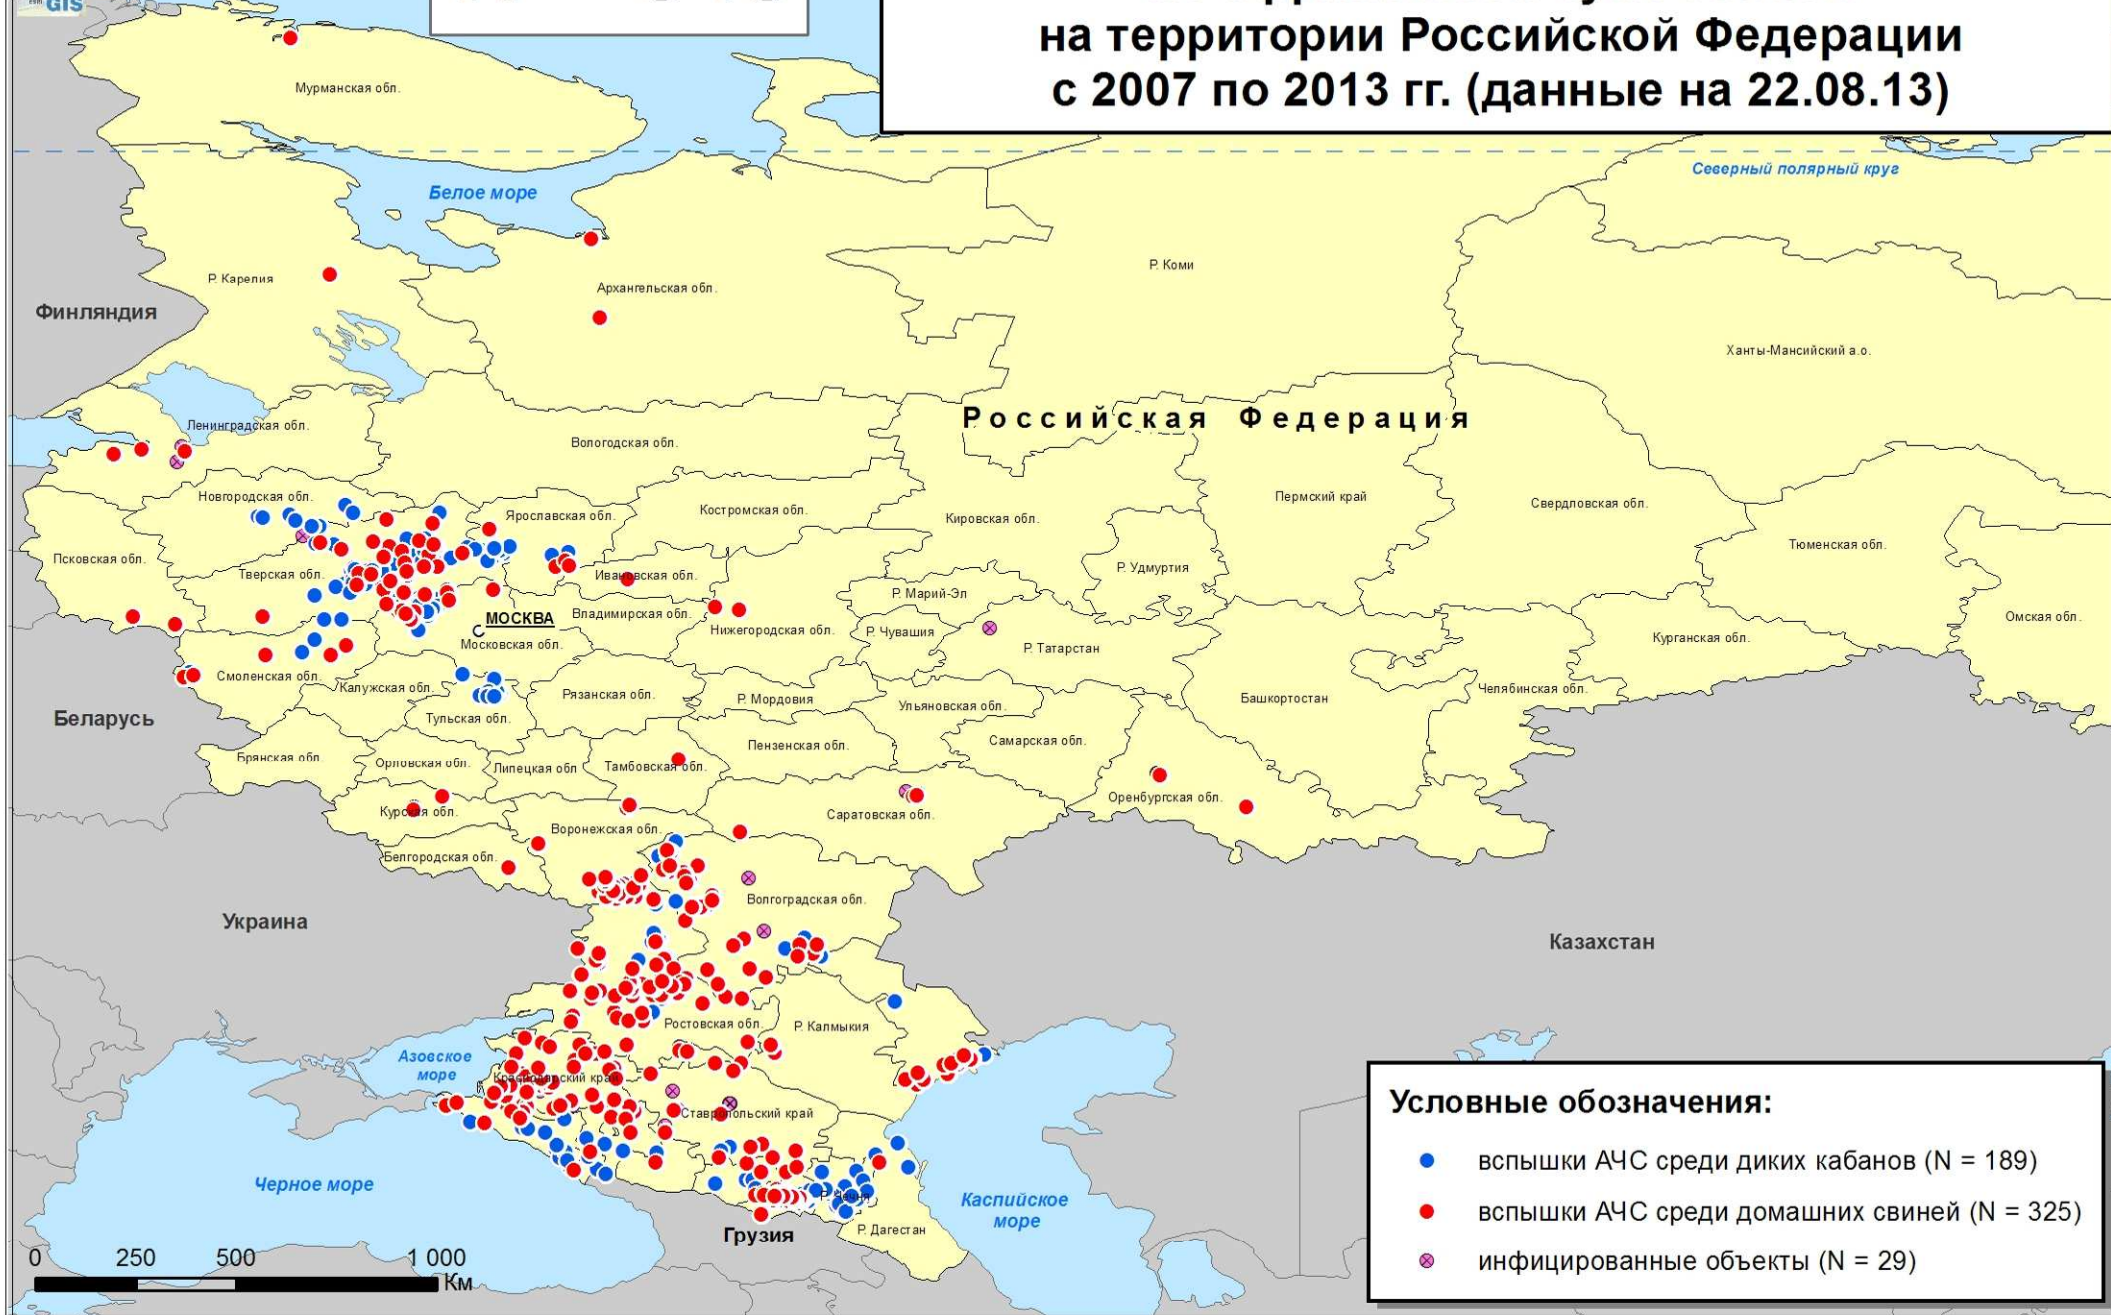 GIS
на территории Российской Федерации
с 2007 по 2013 гг. (данные на 22.08.13)
Мурманская обл.
Северный полярный круг
Белое море
Р. Коми
Р. Карелия
Архангельская обл.
Финляндия
Ханты-Мансийский а.о.
Российская Федерация
Ленинградская обл.
Вологодская обл.
Новгородская обл.
Ярославская обл.
Костромская обл.
Кировская обл.
Пермский край
Свердловская обл.
Псковская обл.
Тверская обл.
Ивановская обл.
Р. Удмуртия
Тюменская обл.
Р. Марий-Эл
МОСКВА
Владимирская обл.
Нижегородская обл.
Р. Чувашия
Омская обл.
Московская обл.
Р. Татарстан
Курганская обл.
Смоленская обл.
Калужская обл.
Рязанская обл.
Р. Мордовия
Ульяновская обл.
Башкортостан
Челябинская обл.
Беларусь
Тульская обл.
Пензенская обл.
Самарская обл.
Брянская обл.
Орловская обл.
Липецкая обл
Тамбовская обл.
Оренбургская обл.
Курская обл.
Воронежская обл.
Саратовская обл.
Белгородская обл.
Волгоградская обл.
Украина
Казахстан
Ростовская обл.
Р. Калмыкия
Азовское
море
Краснодарский край
Ставропольский край
Черное море
Р. Чечня
Каспийское
море
Р. Дагестан
Грузия
0 250 500 1 000
Км
Условные обозначения:
вспышки АЧС среди диких кабанов (N = 189)
вспышки АЧС среди домашних свиней (N = 325)
инфицированные объекты (N = 29)